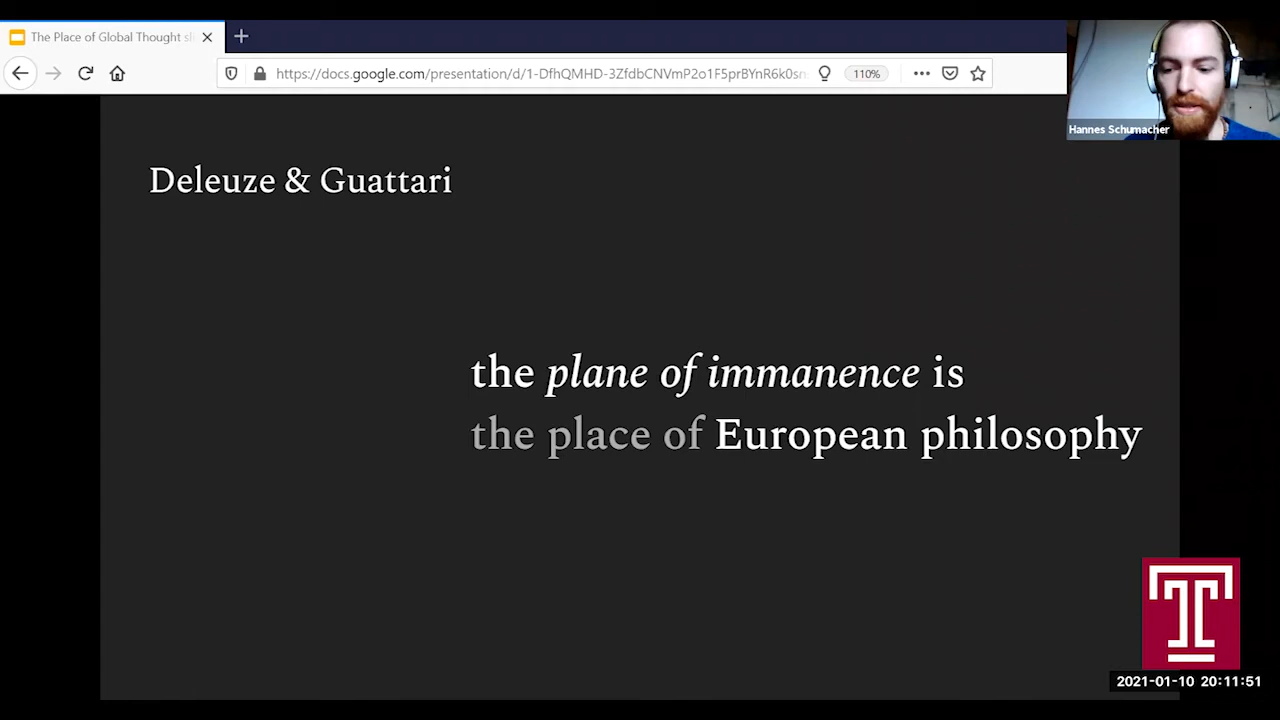 The Place of Global Thought sl
https://docs.google.com/presentation/d/1-DfhQMHD-3ZfdbCNVmP2o1F5prBYnR6k0sn
110%
Hannes Schumacher
Deleuze & Guattari
the plane of immanence is
the place of European philosophy
T
2021-01-10 20:11:51